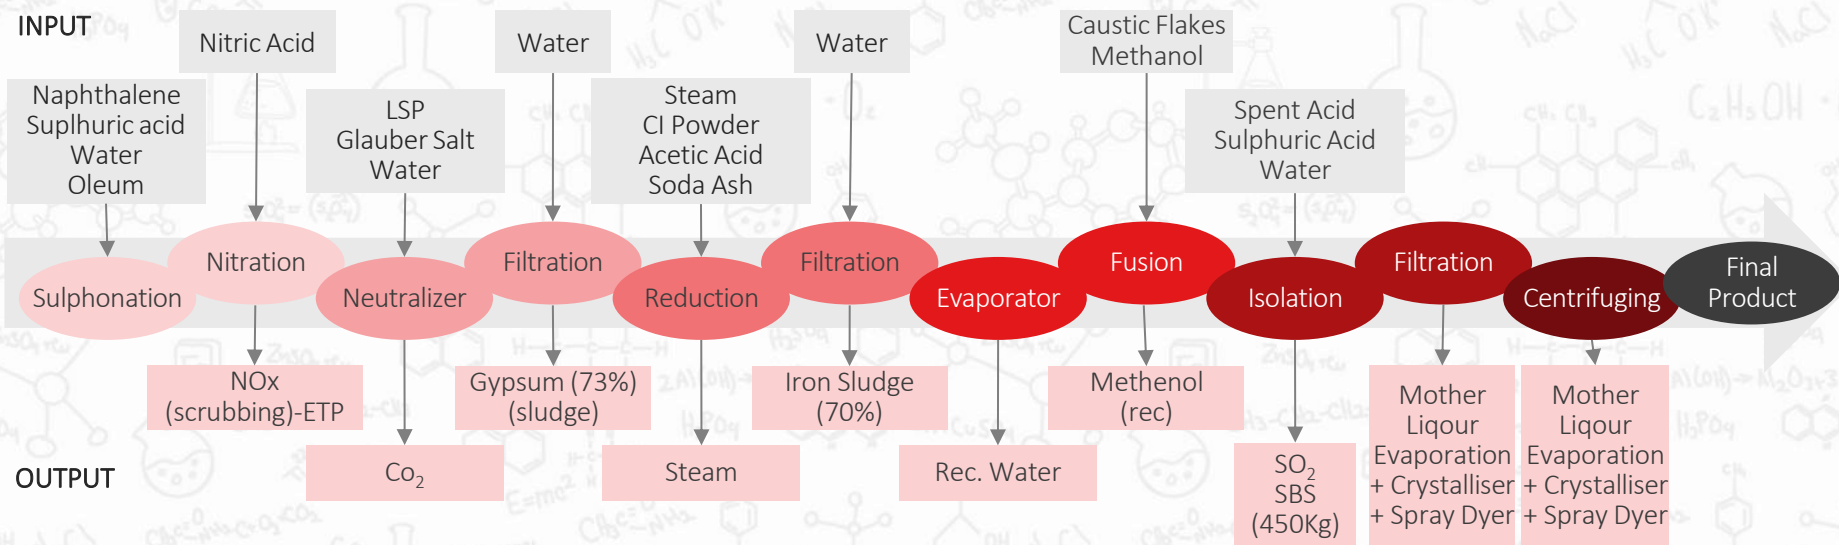 INPUT
Nitric Acid
Water
Water
Caustic Flakes
Methanol
Naphthalene
Suplhuric acid
Water
Oleum
LSP
Glauber Salt
Water
Steam
CI Powder
Acetic Acid
Soda Ash
Spent Acid
Sulphuric Acid
Water
Sulphonation
Nitration
Neutralizer
Filtration
Reduction
Filtration
Evaporator
Fusion
Isolation
Filtration
Centrifuging
Final
Product
NOx
(scrubbing)-ETP
Gypsum (73%)
(sludge)
Iron Sludge
(70%)
Methenol
(rec)
Mother
Liqour
Evaporation
+ Crystalliser
+ Spray Dyer
Mother
Liqour
Evaporation
+ Crystalliser
+ Spray Dyer
OUTPUT
Co₂
Steam
Rec. Water
SO₂
SBS
(450Kg)